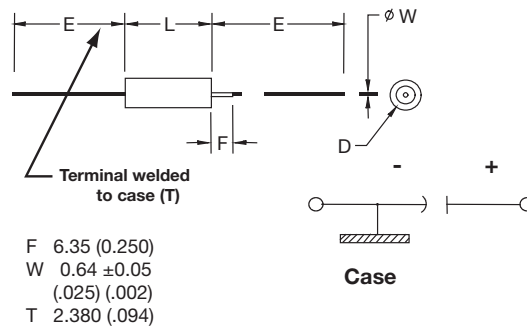 E L E
ϕ W
F
D
Terminal welded
to case (T)
- +
Case
F 6.35 (0.250)
W 0.64 ±0.05
(.025) (.002)
T 2.380 (.094)